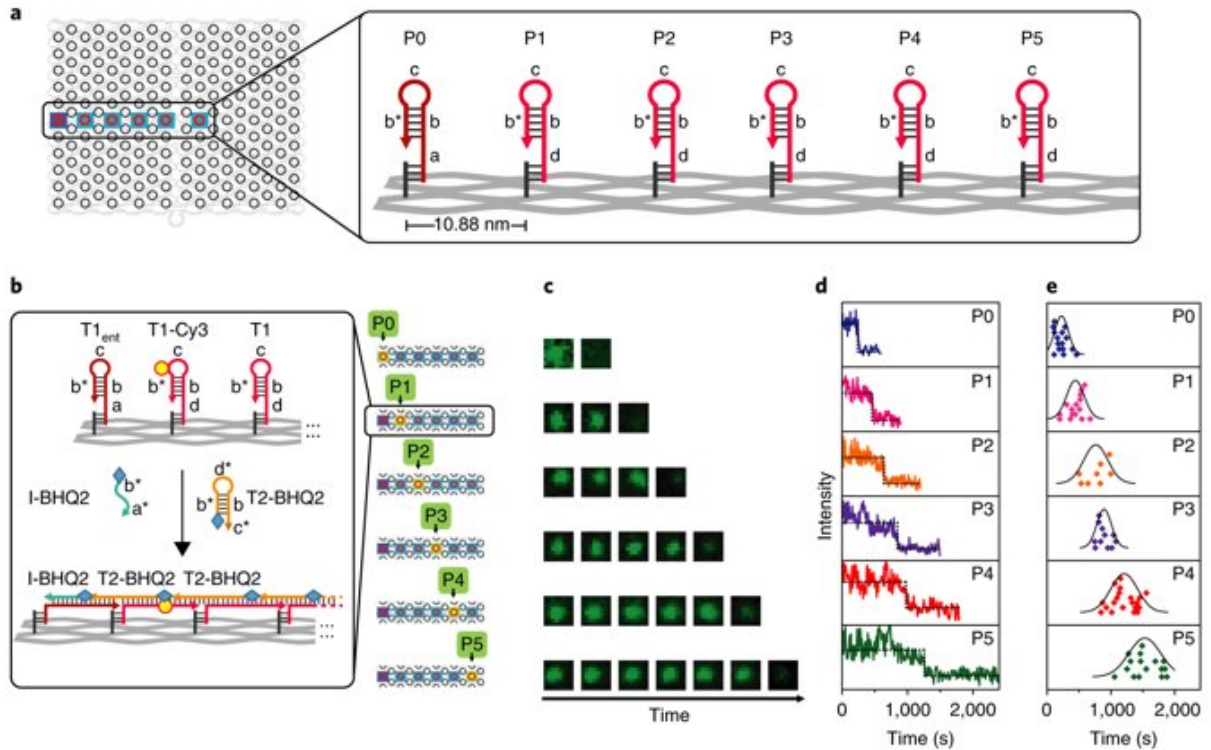 a
P0 P1 P2 P3 P4 P5
c c c c c c
b* b b* b b* b b* b b* b b* b
a d d d d d
10.88 nm
b
T1ent T1-Cy3 T1
c c c
b* b b* b b* b
a d d
...
I-BHQ2 b* a*
d* b* b c* T2-BHQ2
I-BHQ2 T2-BHQ2 T2-BHQ2
...
P0
P1
P2
P3
P4
P5
c
Time
d
Intensity
P0
P1
P2
P3
P4
P5
0 1,000 2,000
Time (s)
e
P0
P1
P2
P3
P4
P5
0 1,000 2,000
Time (s)